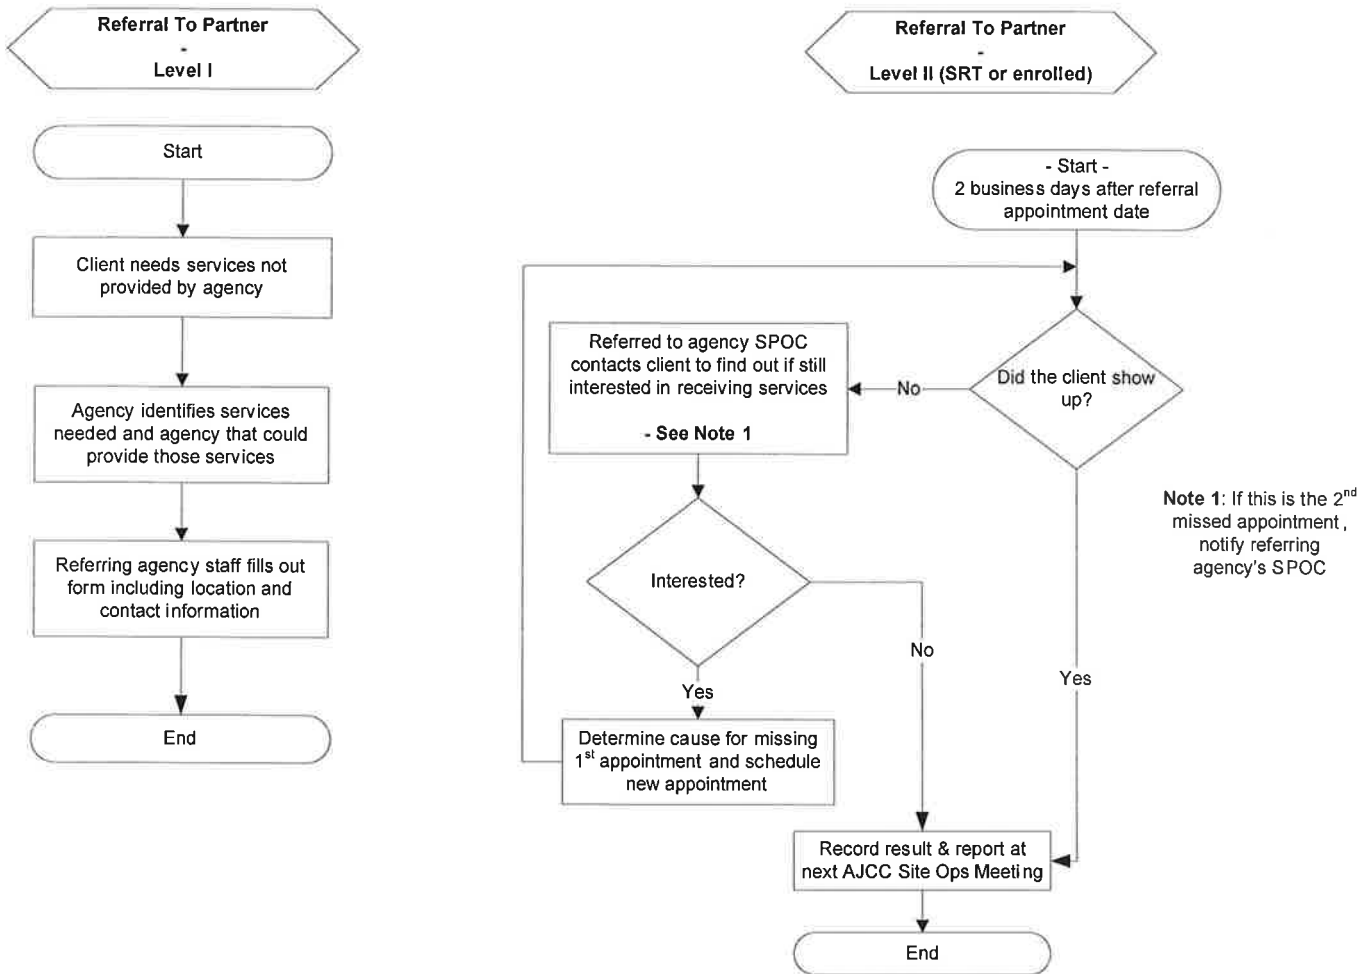 Referral To Partner
-
Level I
Start
Client needs services not
provided by agency
Agency identifies services
needed and agency that could
provide those services
Referring agency staff fills out
form including location and
contact information
End
Referral To Partner
-
Level II (SRT or enrolled)
- Start -
2 business days after referral
appointment date
Did the client show
up?
No
Yes
Referred to agency SPOC
contacts client to find out if still
interested in receiving services
- See Note 1
Interested?
No
Yes
Determine cause for missing
1st appointment and schedule
new appointment
Record result & report at
next AJCC Site Ops Meeting
End
Note 1: If this is the 2nd
missed appointment,
notify referring
agency's SPOC